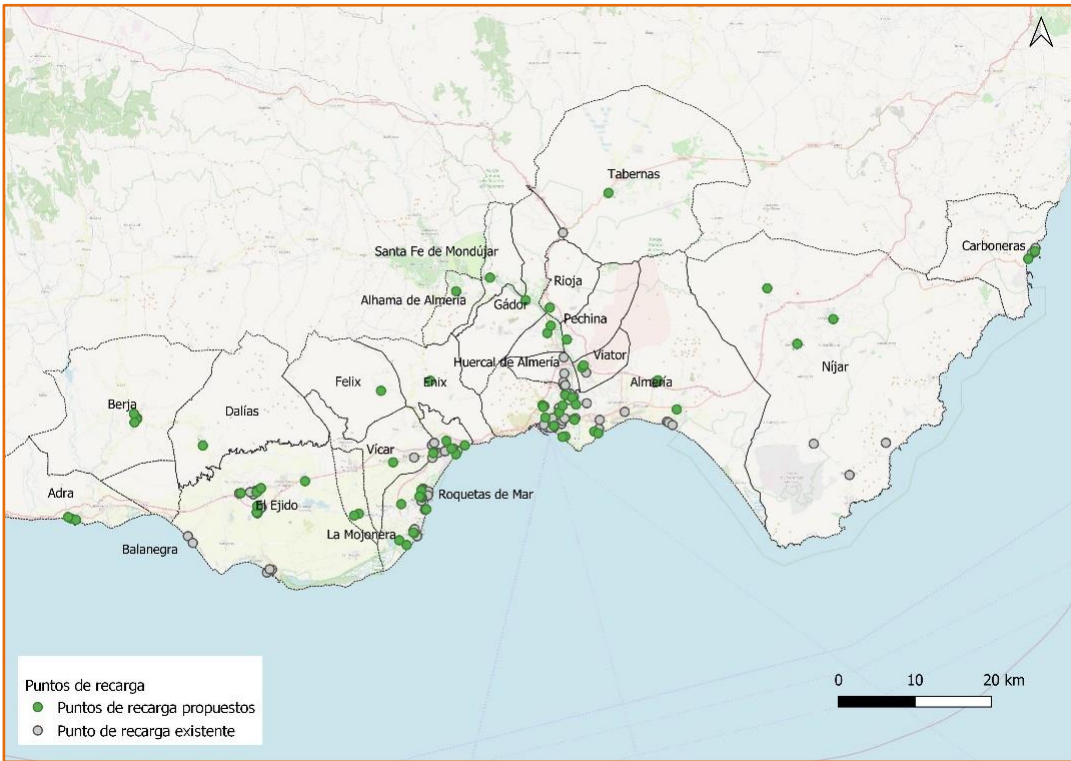 Tabernas
Carboneras
Santa Fe de Mondújar
Rioja
Alhama de Almería
Gádor
Pechina
Huercal de Almería
Viator
Níjar
Felix
Enix
Almería
Berja
Dalías
Vícar
Adra
El Ejido
Roquetas de Mar
La Mojonera
Balanegra
Puntos de recarga
Puntos de recarga propuestos
Punto de recarga existente
0 10 20 km